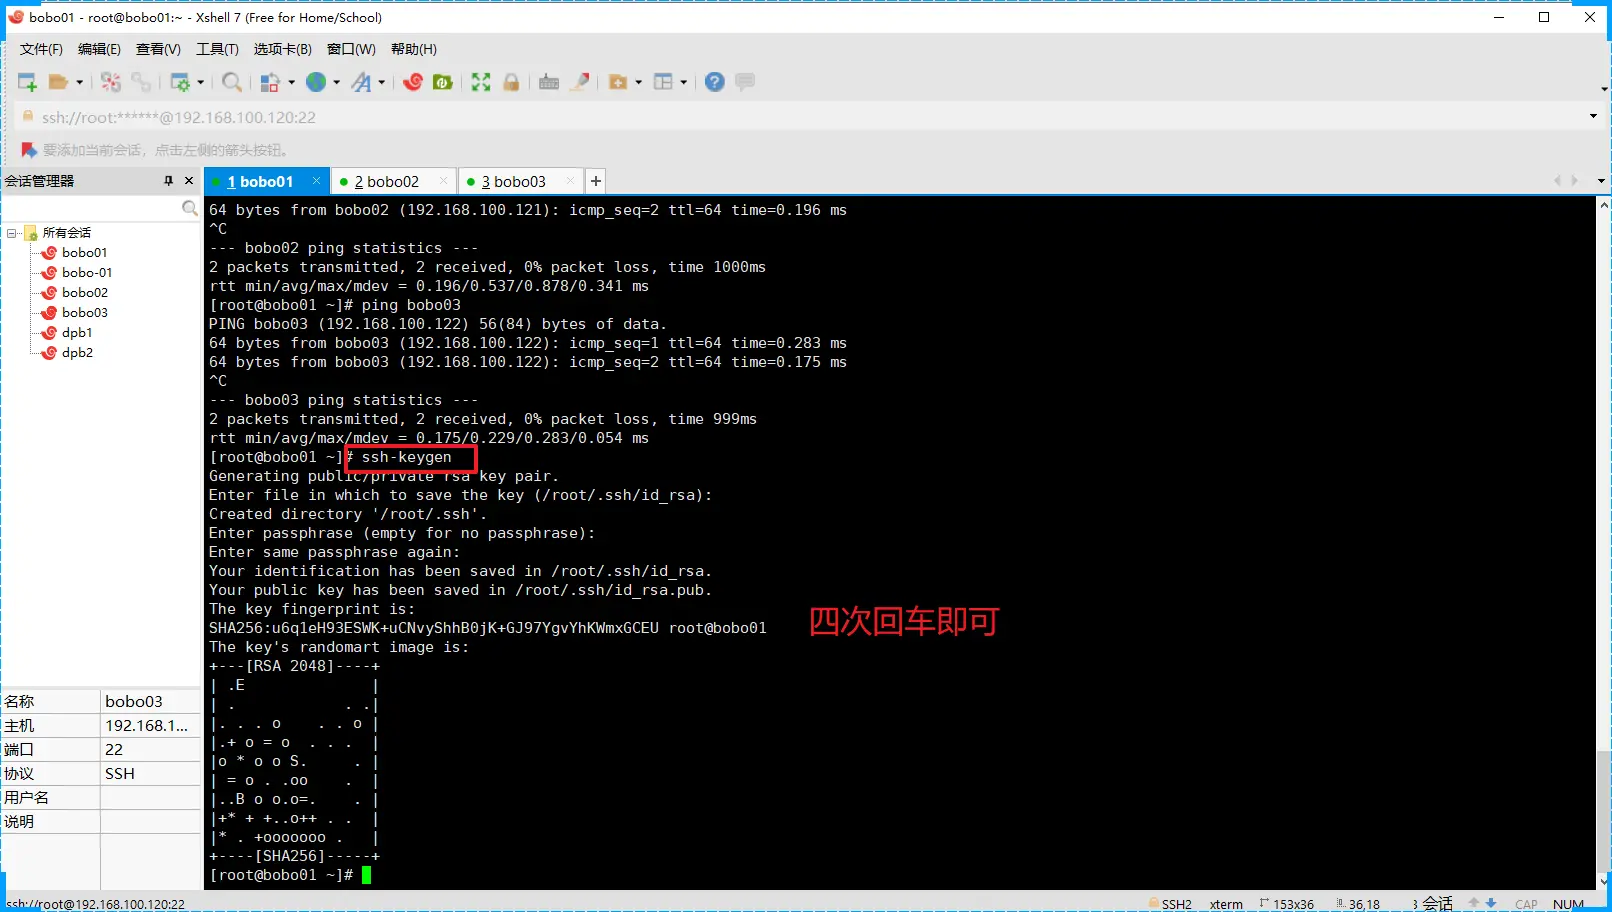 bobo01 - root@bobo01:~ - Xshell 7 (Free for Home/School)
文件(F) 编辑(E) 查看(V) 工具(T) 选项卡(B) 窗口(W) 帮助(H)
ssh://root:******@192.168.100.120:22
要添加当前会话，点击左侧的箭头按钮。
会话管理器
1 bobo01
2 bobo02
3 bobo03
所有会话
bobo01
bobo-01
bobo02
bobo03
dpb1
dpb2
名称 bobo03
主机 192.168.1...
端口 22
协议 SSH
用户名
说明
64 bytes from bobo02 (192.168.100.121): icmp_seq=2 ttl=64 time=0.196 ms
^C
--- bobo02 ping statistics ---
2 packets transmitted, 2 received, 0% packet loss, time 1000ms
rtt min/avg/max/mdev = 0.196/0.537/0.878/0.341 ms
[root@bobo01 ~]# ping bobo03
PING bobo03 (192.168.100.122) 56(84) bytes of data.
64 bytes from bobo03 (192.168.100.122): icmp_seq=1 ttl=64 time=0.283 ms
64 bytes from bobo03 (192.168.100.122): icmp_seq=2 ttl=64 time=0.175 ms
^C
--- bobo03 ping statistics ---
2 packets transmitted, 2 received, 0% packet loss, time 999ms
rtt min/avg/max/mdev = 0.175/0.229/0.283/0.054 ms
[root@bobo01 ~]# ssh-keygen
Generating public/private rsa key pair.
Enter file in which to save the key (/root/.ssh/id_rsa):
Created directory '/root/.ssh'.
Enter passphrase (empty for no passphrase):
Enter same passphrase again:
Your identification has been saved in /root/.ssh/id_rsa.
Your public key has been saved in /root/.ssh/id_rsa.pub.
The key fingerprint is:
SHA256:u6q1eH93ESWK+uCNvyShhB0jK+GJ97YgvYhKWmxGCEU root@bobo01
四次回车即可
The key's randomart image is:
+---[RSA 2048]----+
| .E              |
| .            . .|
|. . . o    . . o |
|.+ o = o  . . .  |
|o * o o S.     . |
| = o . .oo    .  |
|..B o o.o=.    . |
|+* + +..o++ . .  |
|* . +ooooooo .   |
+----[SHA256]-----+
[root@bobo01 ~]#
ssh://root@192.168.100.120:22
SSH2 xterm 153x36 36,18 3 会话 CAP NUM